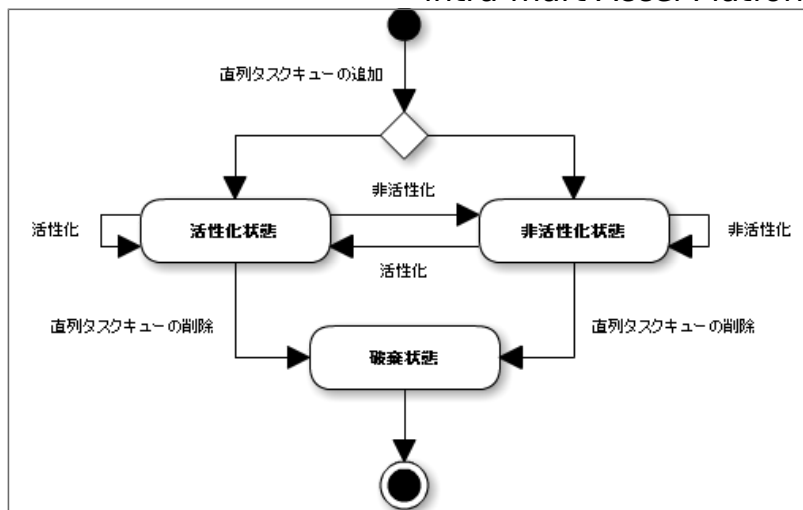 直列タスクキューの追加
非活性化
活性化
活性化状態
非活性化状態
非活性化
活性化
直列タスクキューの削除
直列タスクキューの削除
破棄状態